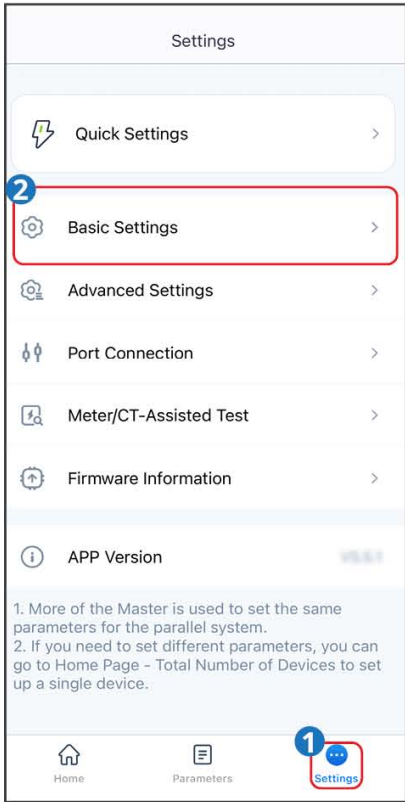 Settings
Quick Settings
2
Basic Settings
Advanced Settings
Port Connection
Meter/CT-Assisted Test
Firmware Information
APP Version
1. More of the Master is used to set the same
parameters for the parallel system.
2. If you need to set different parameters, you can
go to Home Page - Total Number of Devices to set
up a single device.
1
Home
Parameters
Settings